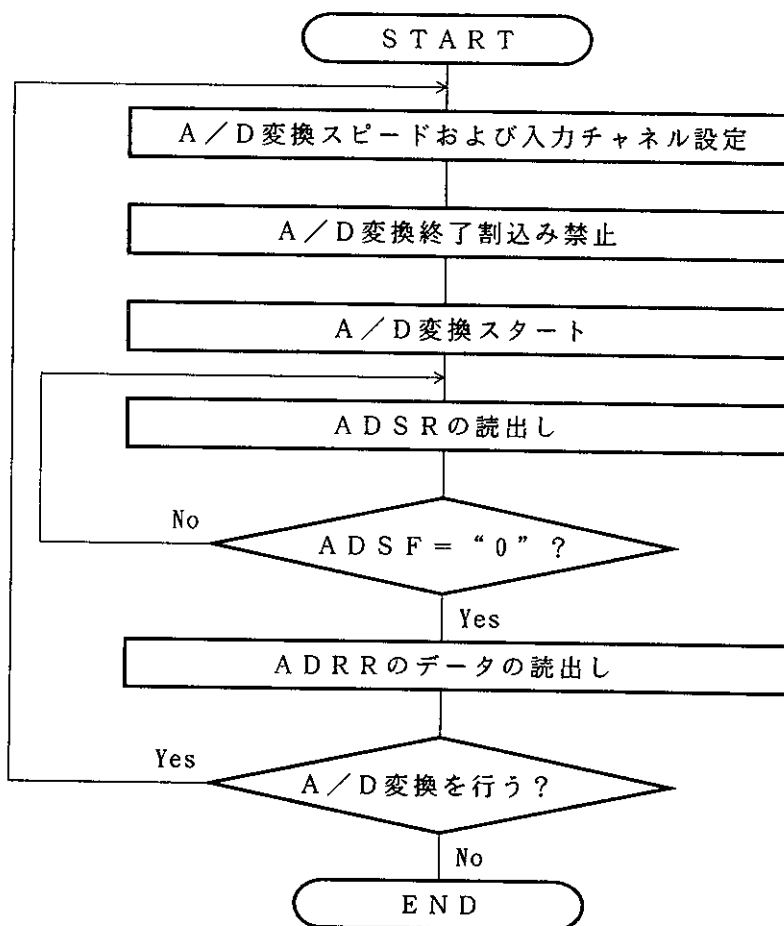 START
A/D変換スピードおよび入力チャネル設定
A/D変換終了割込み禁止
A/D変換スタート
ADSRの読出し
No
ADSF=“0”?
Yes
ADRRのデータの読出し
Yes
A/D変換を行う?
No
END